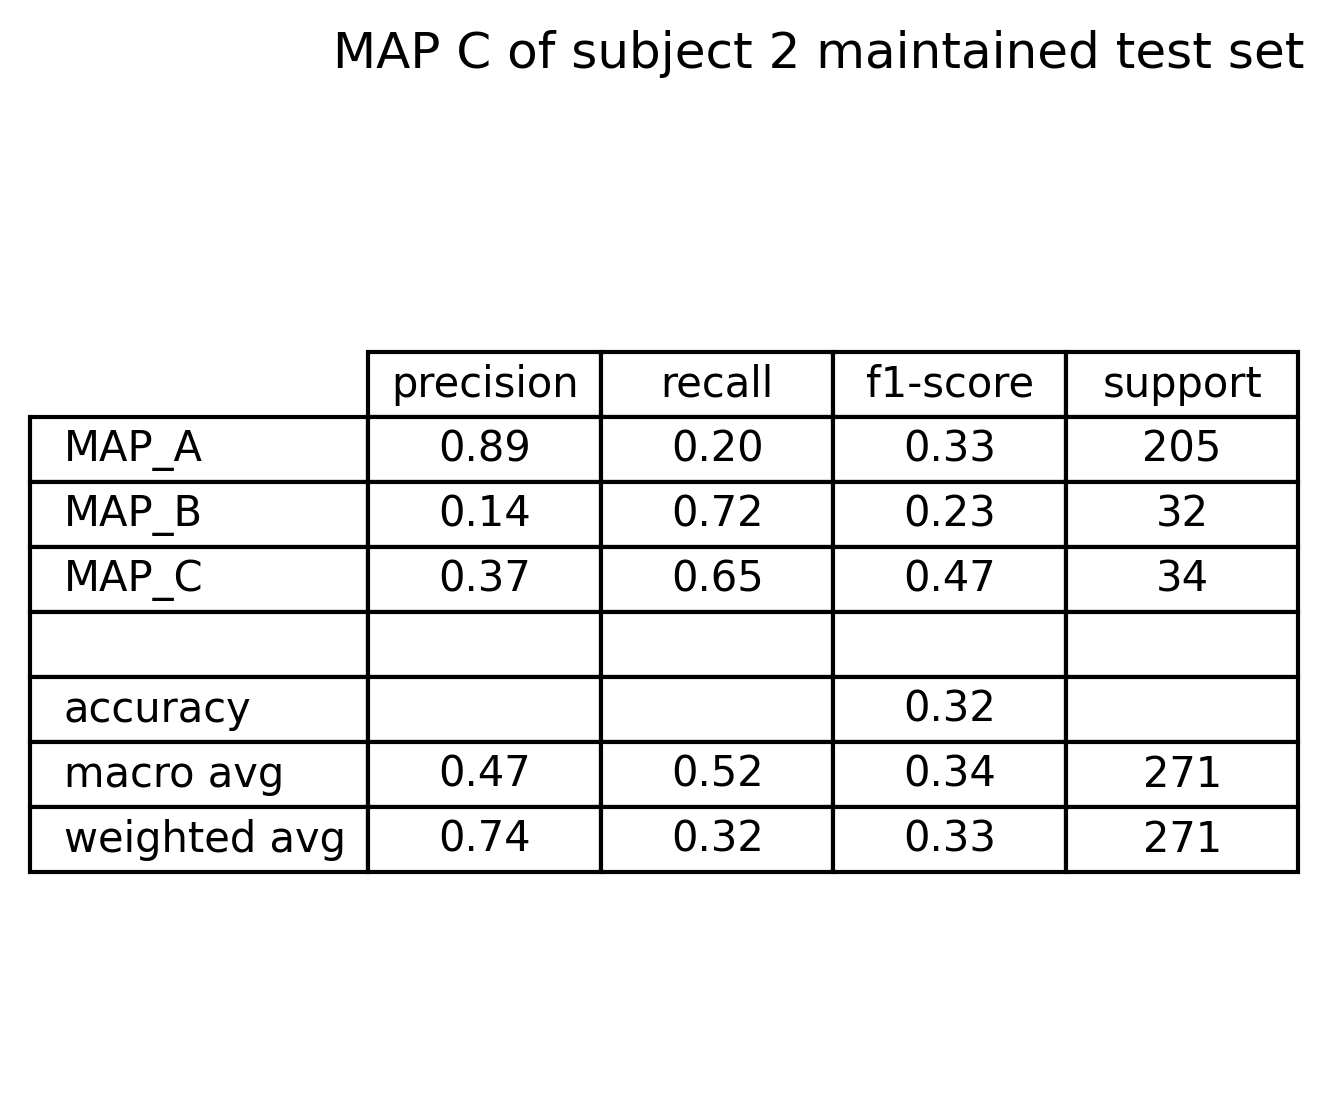 MAP C of subject 2 maintained test set
precision recall f1-score support
MAP_A 0.89 0.20 0.33 205
MAP_B 0.14 0.72 0.23 32
MAP_C 0.37 0.65 0.47 34
accuracy 0.32
macro avg 0.47 0.52 0.34 271
weighted avg 0.74 0.32 0.33 271